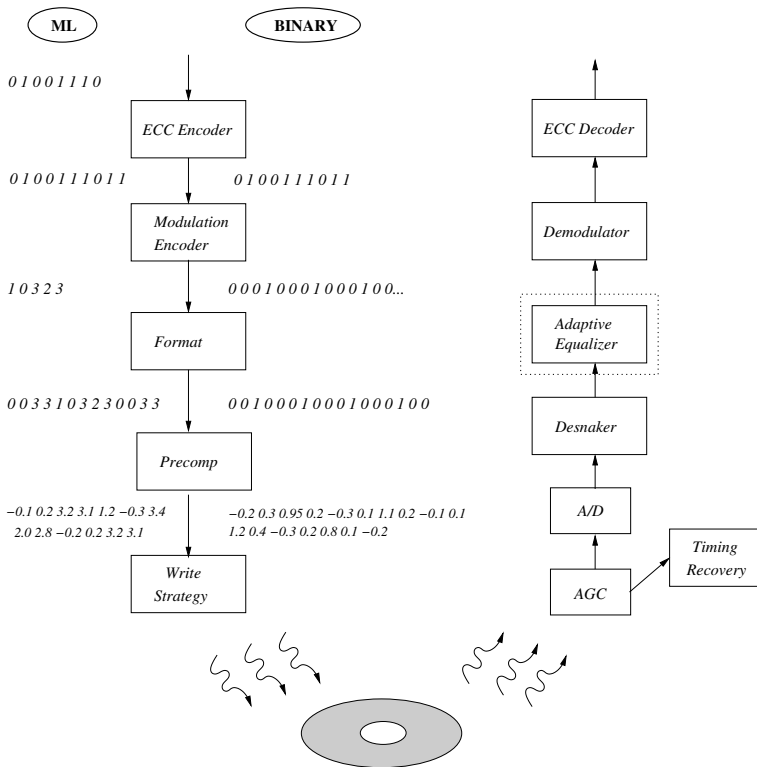 ML
BINARY
0 1 0 0 1 1 1 0
ECC Encoder
0 1 0 0 1 1 1 0 1 1
0 1 0 0 1 1 1 0 1 1
Modulation
Encoder
1 0 3 2 3
0 0 0 1 0 0 0 1 0 0 0 1 0 0...
Format
0 0 3 3 1 0 3 2 3 0 0 3 3
0 0 1 0 0 0 1 0 0 0 1 0 0 0 1 0 0
Precomp
−0.1 0.2 3.2 3.1 1.2 −0.3 3.4
2.0 2.8 −0.2 0.2 3.2 3.1
−0.2 0.3 0.95 0.2 −0.3 0.1 1.1 0.2 −0.1 0.1
1.2 0.4 −0.3 0.2 0.8 0.1 −0.2
Write
Strategy
ECC Decoder
Demodulator
Adaptive
Equalizer
Desnaker
A/D
AGC
Timing
Recovery